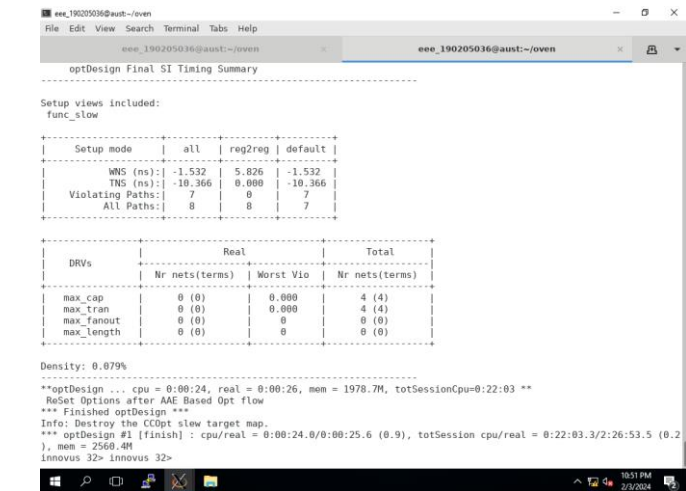 eee_190205036@aust:~/oven
File Edit View Search Terminal Tabs Help
eee_190205036@aust:~/oven × eee_190205036@aust:~/oven ×
optDesign Final SI Timing Summary
------------------------------------------------------------
Setup views included:
func_slow
+--------------------+---------+---------+---------+
| Setup mode | all | reg2reg | default |
+--------------------+---------+---------+---------+
| WNS (ns):| -1.532 | 5.826 | -1.532 |
| TNS (ns):| -10.366 | 0.000 | -10.366 |
| Violating Paths:| 7 | 0 | 7 |
| All Paths:| 8 | 8 | 7 |
+--------------------+---------+---------+---------+
+----------------+-------------------------------+------------------+
| | Real | Total |
| DRVs +------------------+------------+------------------|
| | Nr nets(terms) | Worst Vio | Nr nets(terms) |
+----------------+------------------+------------+------------------+
| max_cap | 0 (0) | 0.000 | 4 (4) |
| max_tran | 0 (0) | 0.000 | 4 (4) |
| max_fanout | 0 (0) | 0 | 0 (0) |
| max_length | 0 (0) | 0 | 0 (0) |
+----------------+------------------+------------+------------------+
Density: 0.079%
------------------------------------------------------------
**optDesign ... cpu = 0:00:24, real = 0:00:26, mem = 1978.7M, totSessionCpu=0:22:03 **
ReSet Options after AAE Based Opt flow
*** Finished optDesign ***
Info: Destroy the CCOpt slew target map.
*** optDesign #1 [finish] : cpu/real = 0:00:24.0/0:00:25.6 (0.9), totSession cpu/real = 0:22:03.3/2:26:53.5 (0.2
), mem = 2560.4M
innovus 32> innovus 32>
10:51 PM
2/3/2024